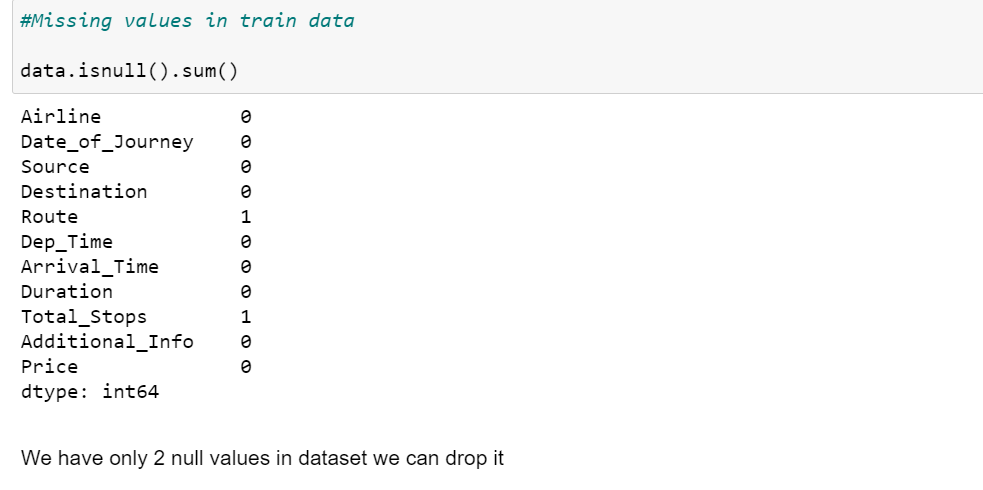 #Missing values in train data
data.isnull().sum()
Airline 0
Date_of_Journey 0
Source 0
Destination 0
Route 1
Dep_Time 0
Arrival_Time 0
Duration 0
Total_Stops 1
Additional_Info 0
Price 0
dtype: int64
We have only 2 null values in dataset we can drop it